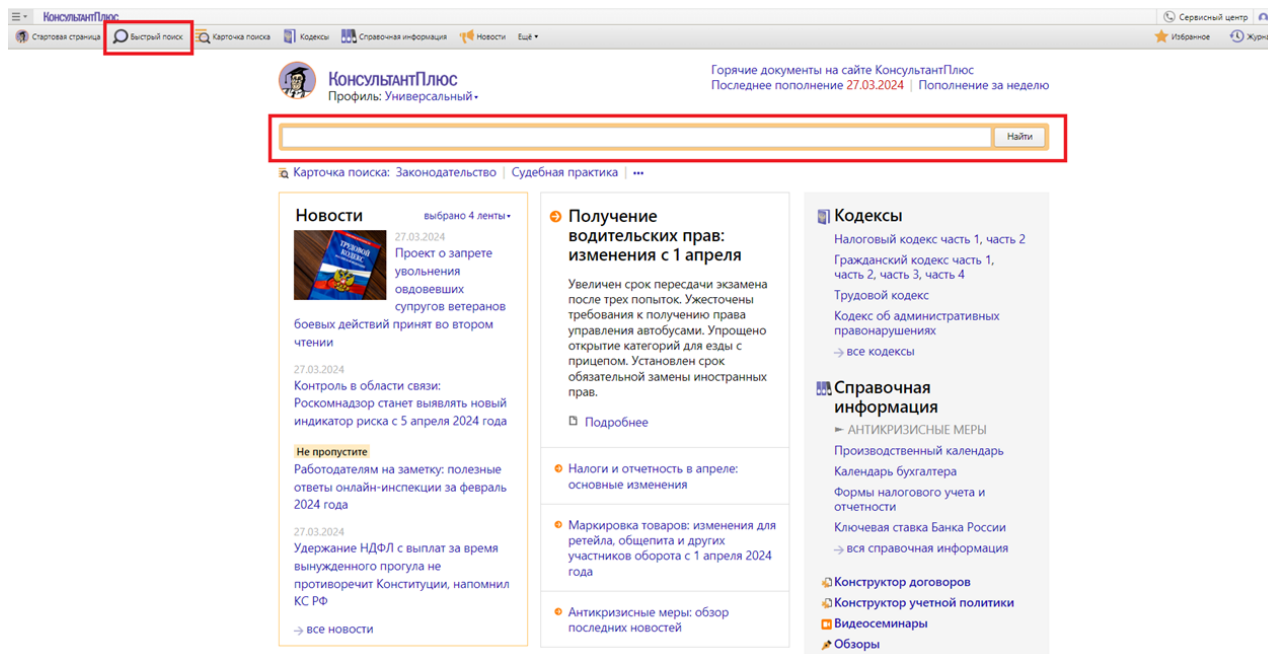 КонсультантПлюс
Сервисный центр
Стартовая страница Быстрый поиск Карточка поиска Кодексы Справочная информация Новости Ещё
Избранное Журна
КонсультантПлюс
Профиль: Универсальный
Горячие документы на сайте КонсультантПлюс
Последнее пополнение 27.03.2024 | Пополнение за неделю
Найти
Карточка поиска: Законодательство | Судебная практика | •••
Новости
выбрано 4 ленты
ТРУДОВОЙ
КОДЕКС
27.03.2024
Проект о запрете
увольнения
овдовевших
супругов ветеранов
боевых действий принят во втором
чтении
27.03.2024
Контроль в области связи:
Роскомнадзор станет выявлять новый
индикатор риска с 5 апреля 2024 года
Не пропустите
Работодателям на заметку: полезные
ответы онлайн-инспекции за февраль
2024 года
27.03.2024
Удержание НДФЛ с выплат за время
вынужденного прогула не
противоречит Конституции, напомнил
КС РФ
→ все новости
Получение
водительских прав:
изменения с 1 апреля
Увеличен срок пересдачи экзамена
после трех попыток. Ужесточены
требования к получению права
управления автобусами. Упрощено
открытие категорий для езды с
прицепом. Установлен срок
обязательной замены иностранных
прав.
Подробнее
Налоги и отчетность в апреле:
основные изменения
Маркировка товаров: изменения для
ретейла, общепита и других
участников оборота с 1 апреля 2024
года
Антикризисные меры: обзор
последних новостей
Кодексы
Налоговый кодекс часть 1, часть 2
Гражданский кодекс часть 1,
часть 2, часть 3, часть 4
Трудовой кодекс
Кодекс об административных
правонарушениях
→ все кодексы
Справочная
информация
► АНТИКРИЗИСНЫЕ МЕРЫ
Производственный календарь
Календарь бухгалтера
Формы налогового учета и
отчетности
Ключевая ставка Банка России
→ вся справочная информация
Конструктор договоров
Конструктор учетной политики
Видеосеминары
Обзоры